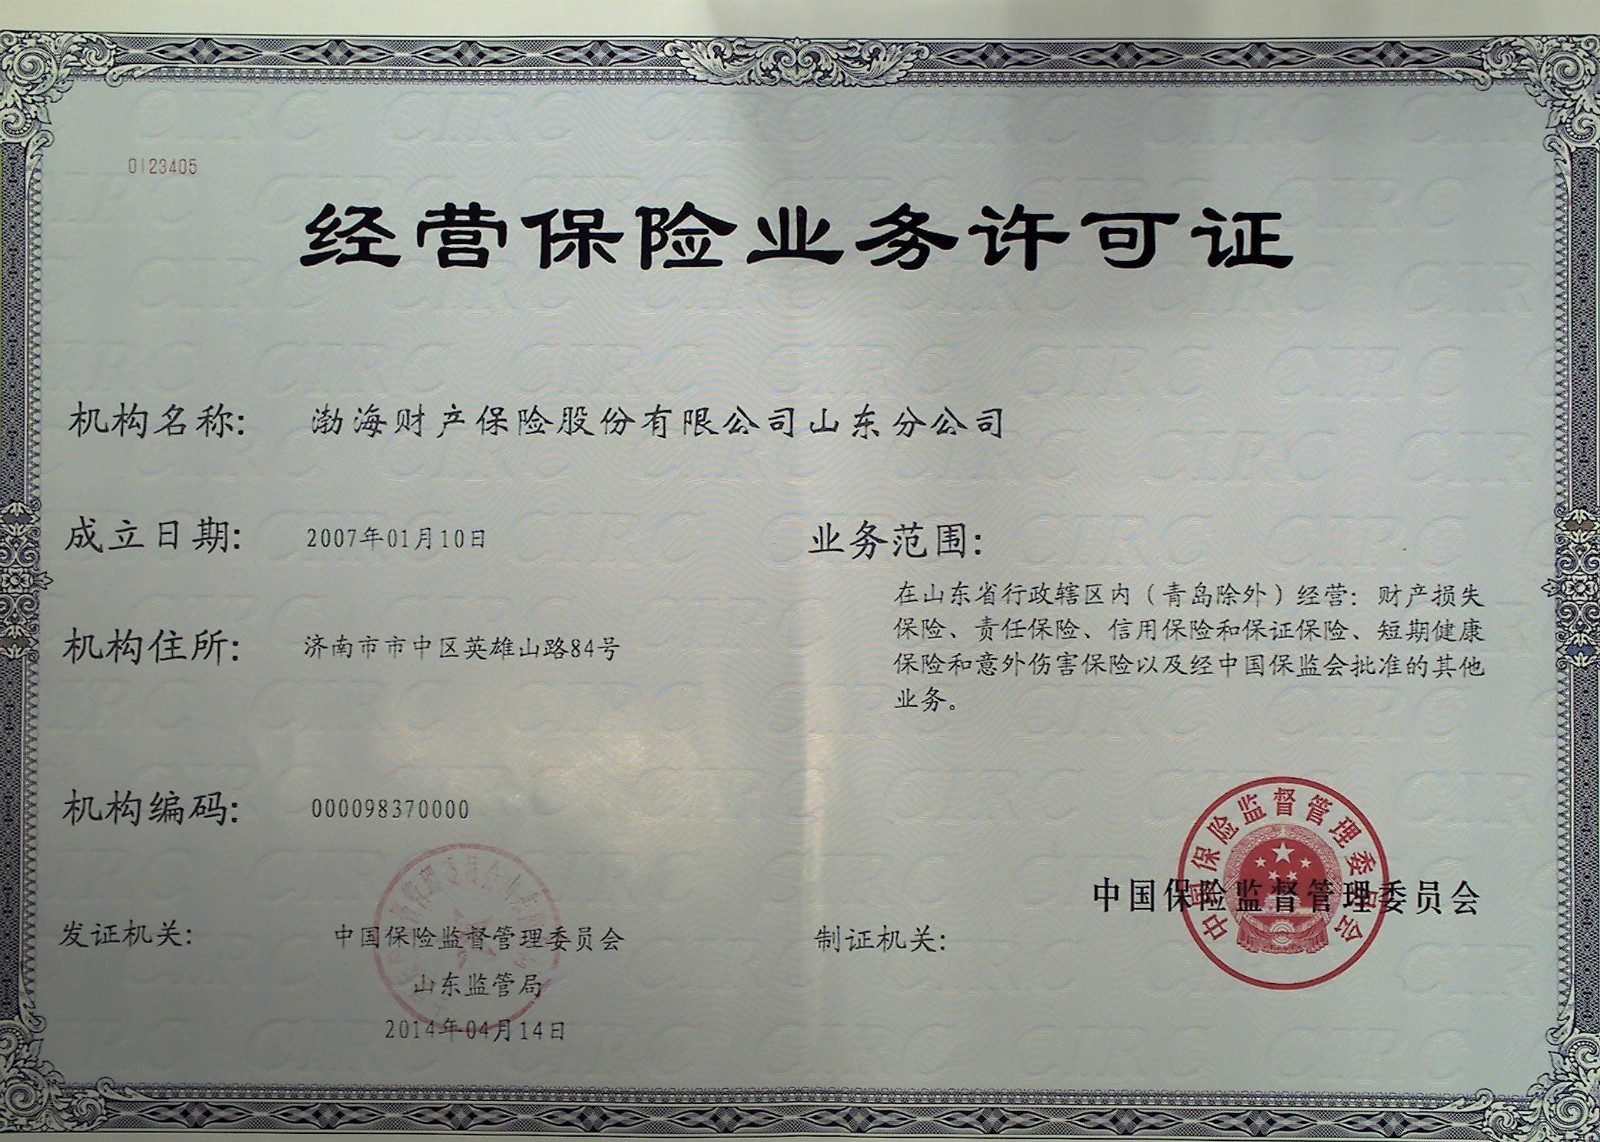 0123405
经营保险业务许可证
机构名称: 渤海财产保险股份有限公司山东分公司
成立日期: 2007年01月10日
机构住所: 济南市市中区英雄山路84号
机构编码: 000098370000
发证机关: 中国保险监督管理委员会
山东监管局
2014年04月14日
业务范围:
在山东省行政辖区内（青岛除外）经营：财产损失
保险、责任保险、信用保险和保证保险、短期健康
保险和意外伤害保险以及经中国保监会批准的其他
业务。
制证机关: 中国保险监督管理委员会
中国保险监督管理委员会
CIRC